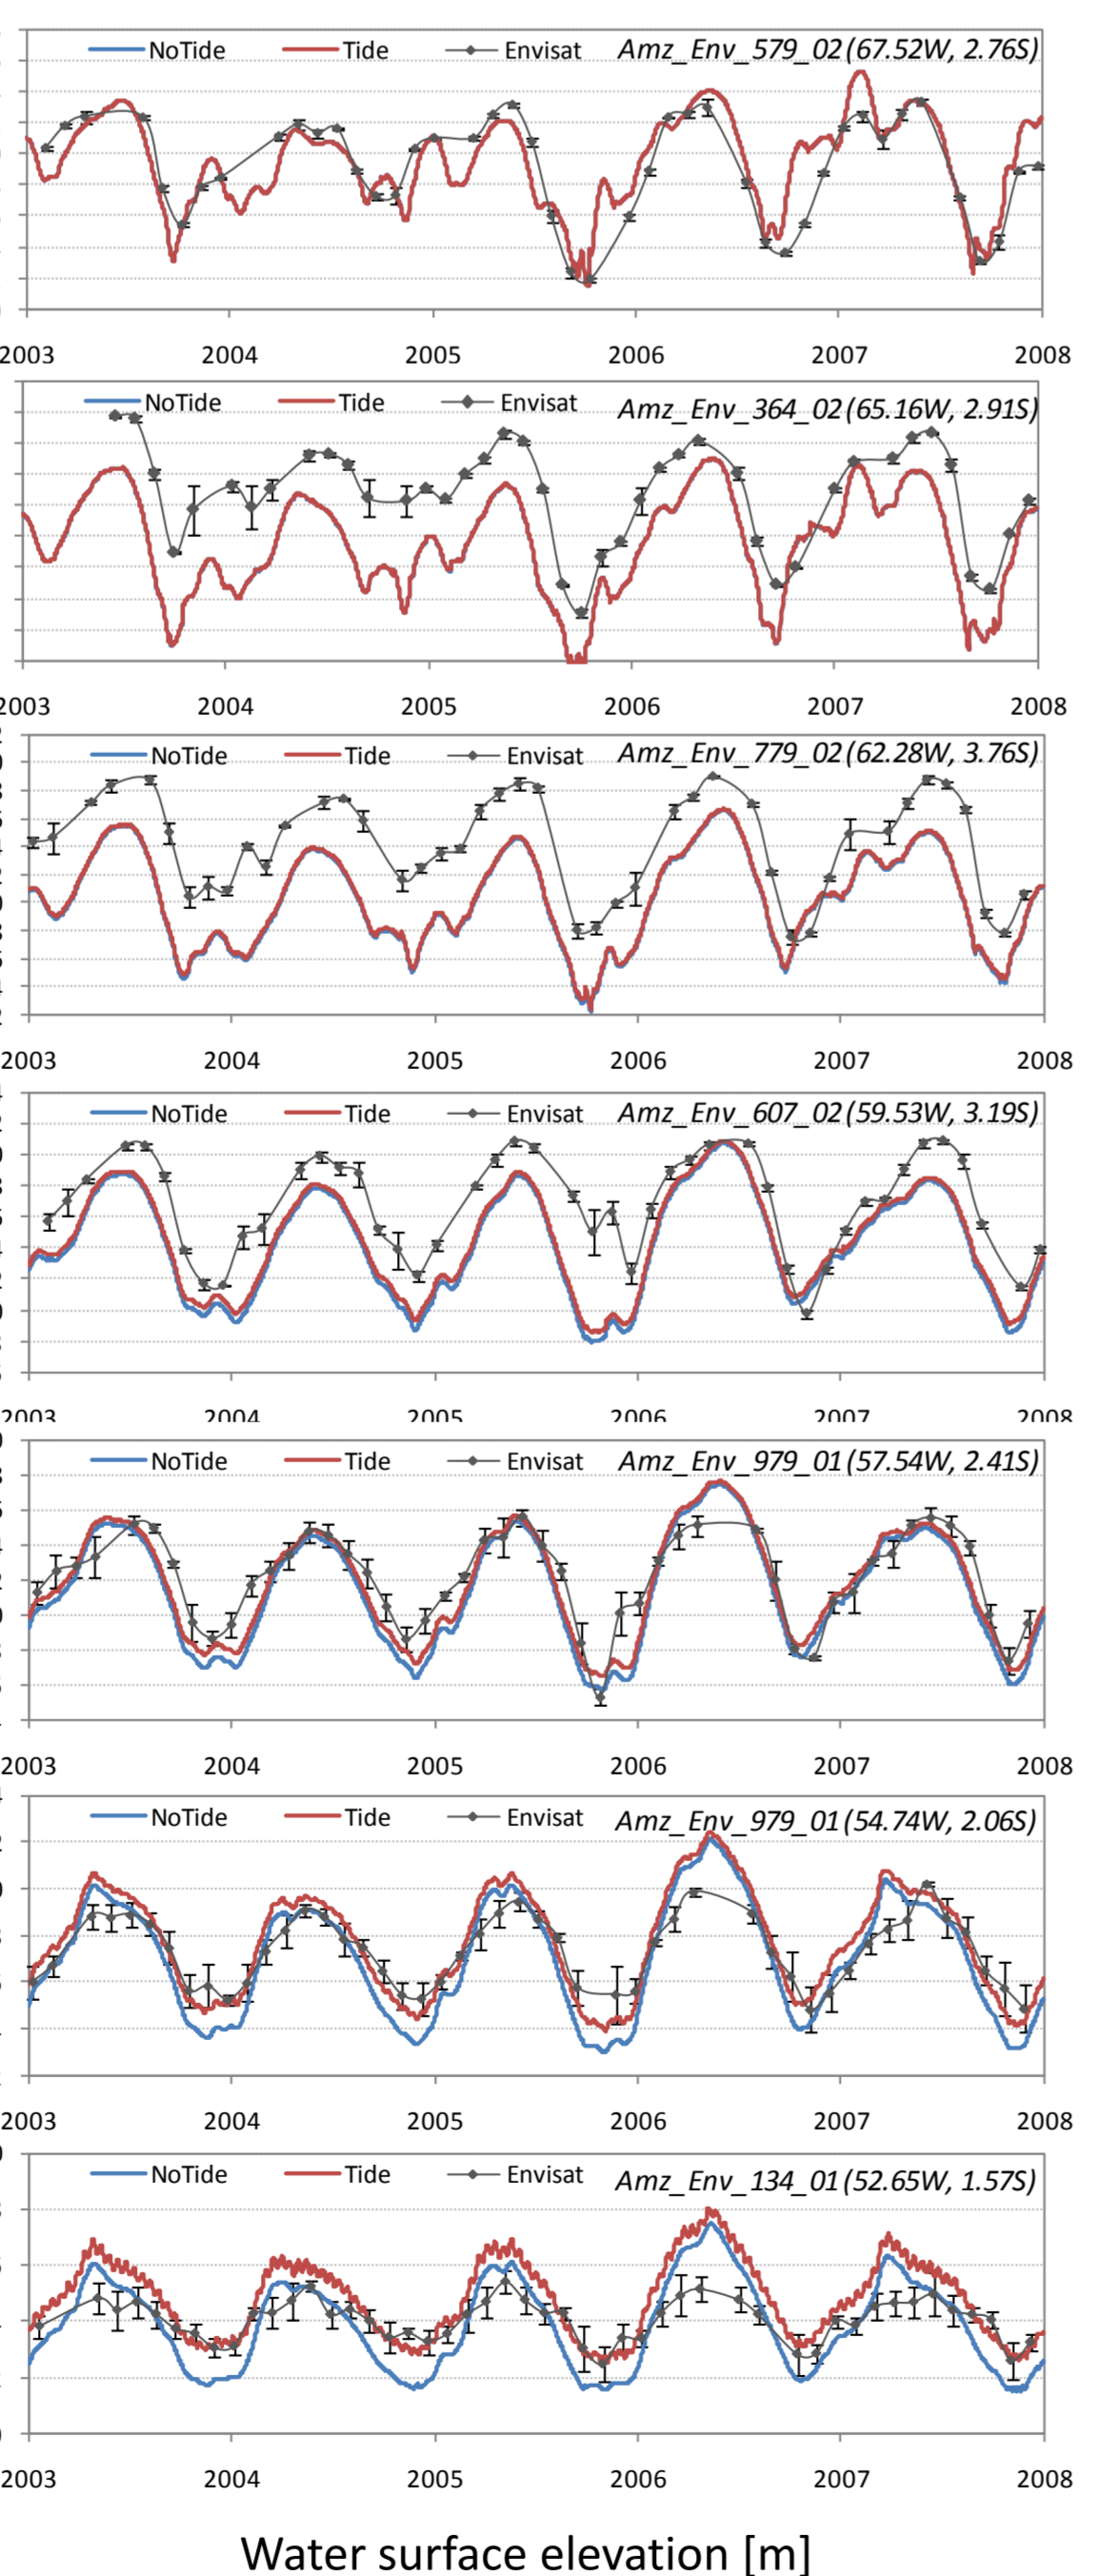 NoTide Tide Envisat Amz_Env_579_02 (67.52W, 2.76S)
2003 2004 2005 2006 2007 2008
NoTide Tide Envisat Amz_Env_364_02 (65.16W, 2.91S)
2003 2004 2005 2006 2007 2008
NoTide Tide Envisat Amz_Env_779_02 (62.28W, 3.76S)
2003 2004 2005 2006 2007 2008
NoTide Tide Envisat Amz_Env_607_02 (59.53W, 3.19S)
2003 2004 2005 2006 2007 2008
NoTide Tide Envisat Amz_Env_979_01 (57.54W, 2.41S)
2003 2004 2005 2006 2007 2008
NoTide Tide Envisat Amz_Env_979_01 (54.74W, 2.06S)
2003 2004 2005 2006 2007 2008
NoTide Tide Envisat Amz_Env_134_01 (52.65W, 1.57S)
2003 2004 2005 2006 2007 2008
Water surface elevation [m]